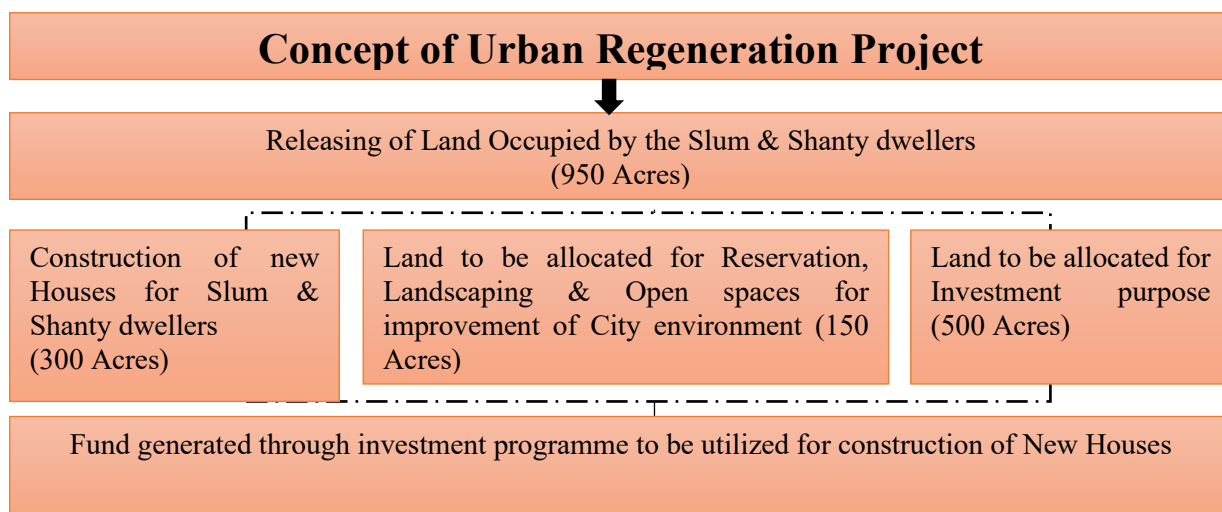 Concept of Urban Regeneration Project
Releasing of Land Occupied by the Slum & Shanty dwellers
(950 Acres)
Construction of new
Houses for Slum &
Shanty dwellers
(300 Acres)
Land to be allocated for Reservation,
Landscaping & Open spaces for
improvement of City environment (150
Acres)
Land to be allocated for
Investment purpose
(500 Acres)
Fund generated through investment programme to be utilized for construction of New Houses